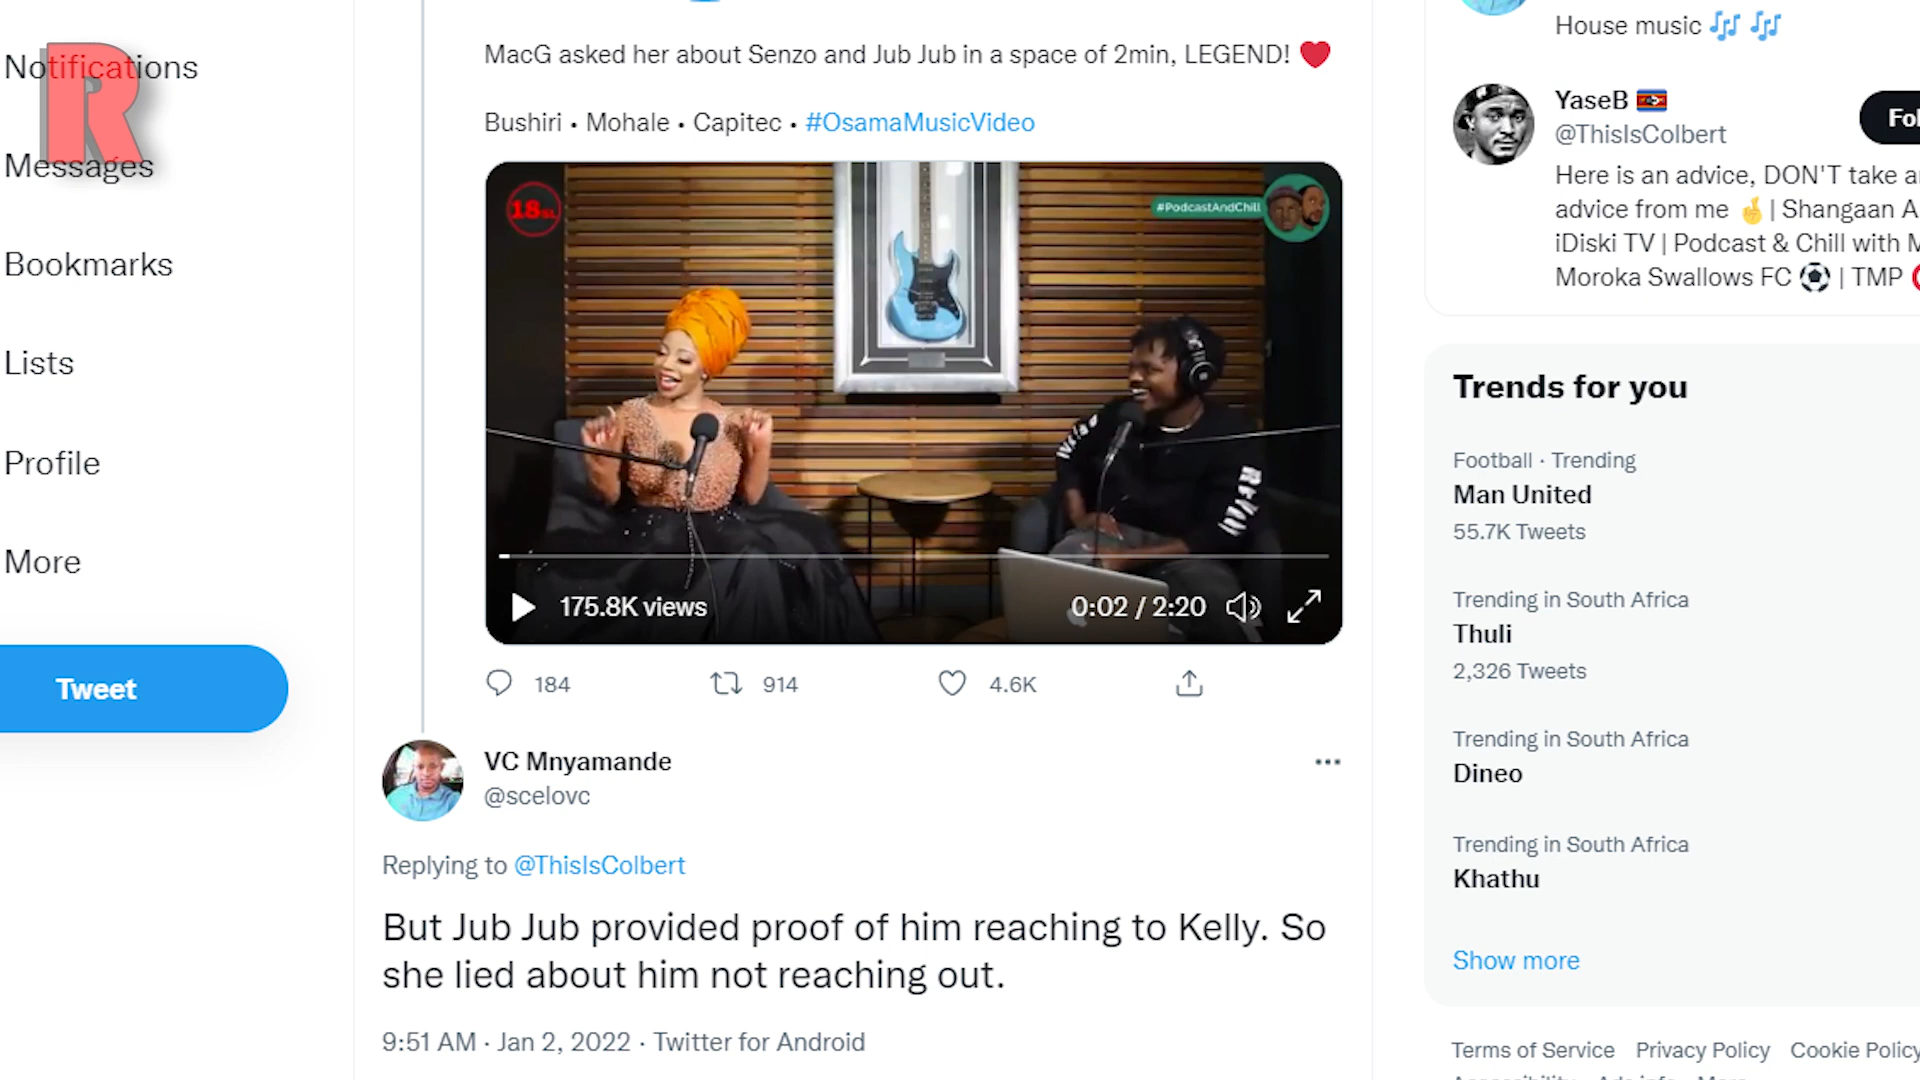 Notifications
R
Messages
Bookmarks
Lists
Profile
More
Tweet
MacG asked her about Senzo and Jub Jub in a space of 2min, LEGEND! ❤️
Bushiri • Mohale • Capitec • #OsamaMusicVideo
18SL
#PodcastAndChill
175.8K views
0:02 / 2:20
184
914
4.6K
VC Mnyamande
@scelovc
Replying to @ThisIsColbert
But Jub Jub provided proof of him reaching to Kelly. So
she lied about him not reaching out.
9:51 AM · Jan 2, 2022 · Twitter for Android
House music 🎶 🎶
YaseB 🇸🇿
@ThisIsColbert
Fol
Here is an advice, DON'T take a
advice from me 🤞 | Shangaan A
iDiski TV | Podcast & Chill with M
Moroka Swallows FC ⚽ | TMP
Trends for you
Football · Trending
Man United
55.7K Tweets
Trending in South Africa
Thuli
2,326 Tweets
Trending in South Africa
Dineo
Trending in South Africa
Khathu
Show more
Terms of Service Privacy Policy Cookie Policy